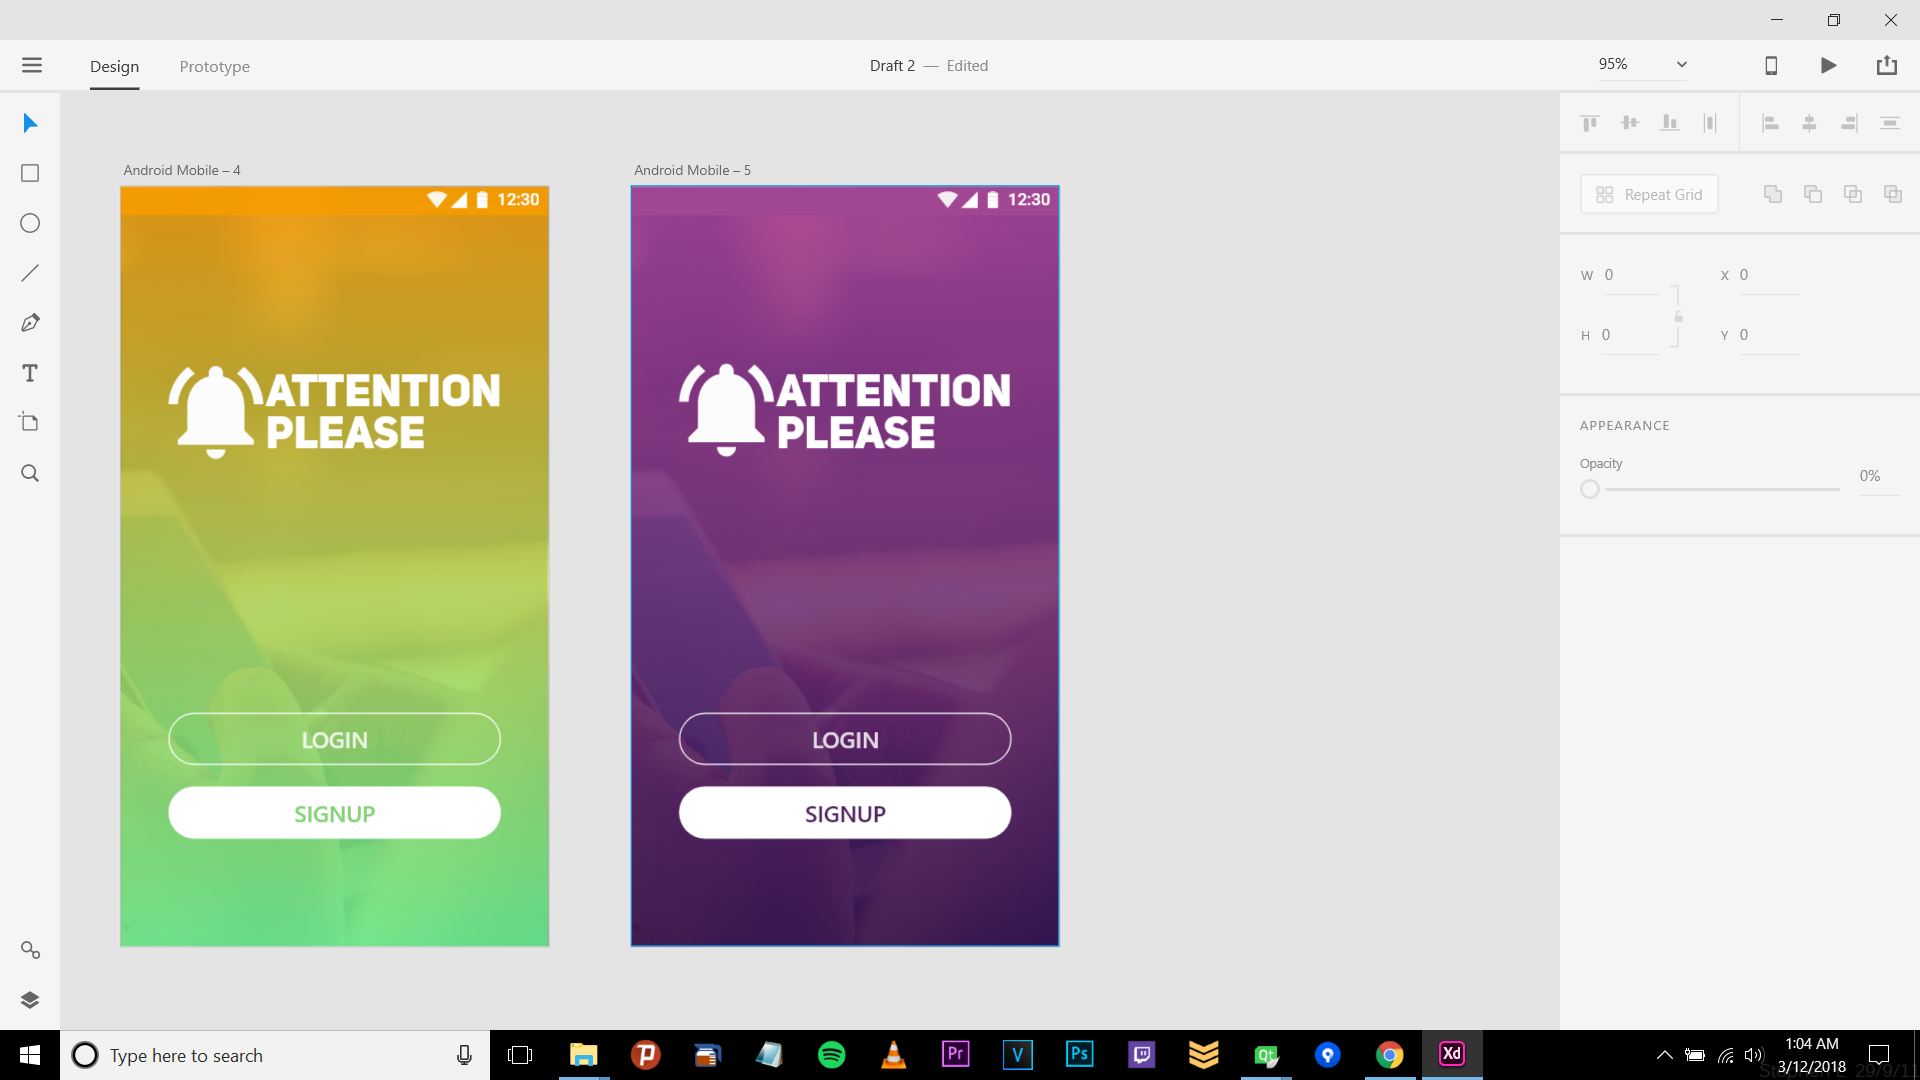 Design
Prototype
Draft 2 — Edited
95%
Android Mobile – 4
Android Mobile – 5
12:30
ATTENTION
PLEASE
LOGIN
SIGNUP
12:30
ATTENTION
PLEASE
LOGIN
SIGNUP
Repeat Grid
W 0
X 0
H 0
Y 0
APPEARANCE
Opacity
0%
Type here to search
Pr
V
Ps
Qt
Xd
1:04 AM
3/12/2018